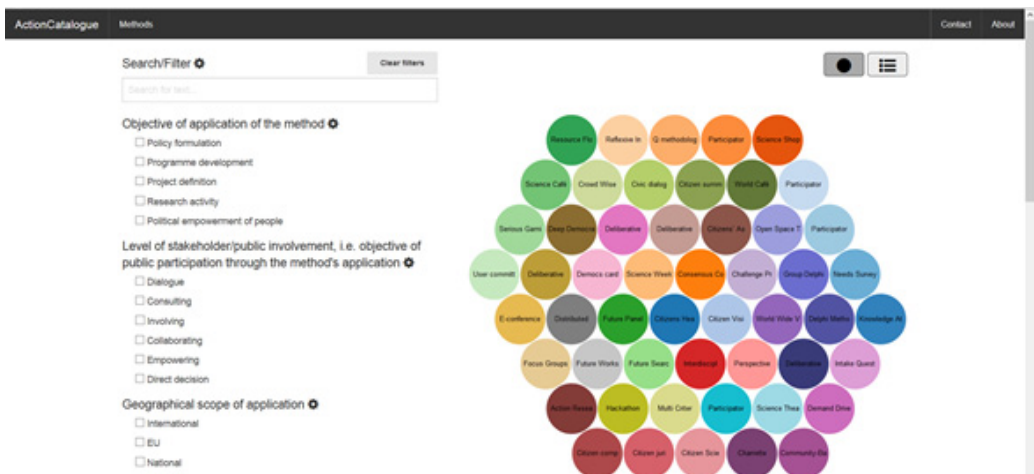 ActionCatalogue Methods Contact About
Search/Filter Clear filters
Search for text...
Objective of application of the method
Policy formulation
Programme development
Project definition
Research activity
Political empowerment of people
Level of stakeholder/public involvement, i.e. objective of
public participation through the method's application
Dialogue
Consulting
Involving
Collaborating
Empowering
Direct decision
Geographical scope of application
International
EU
National
Resource Flo Reflexive In Q methodolog Participator Science Shop
Science Café Crowd Wise Civic dialog Citizen summ World Café Participator
Serious Gami Deep Democra Deliberative Deliberative Citizens' As Open Space T Participator
User committ Deliberative Democs card Science Week Consensus Co Challenge Pr Group Delphi Needs Survey
E-conference Distributed Future Panel Citizens Hea Citizen Visi World Wide V Delphi Metho Knowledge At
Focus Groups Future Works Future Searc Interdiscipl Perspective Deliberative Intake Quest
Action Resea Hackathon Multi Criter Participator Science Thea Demand Driv
Citizen comp Citizen juri Citizen Scie Charrette Community-Ba